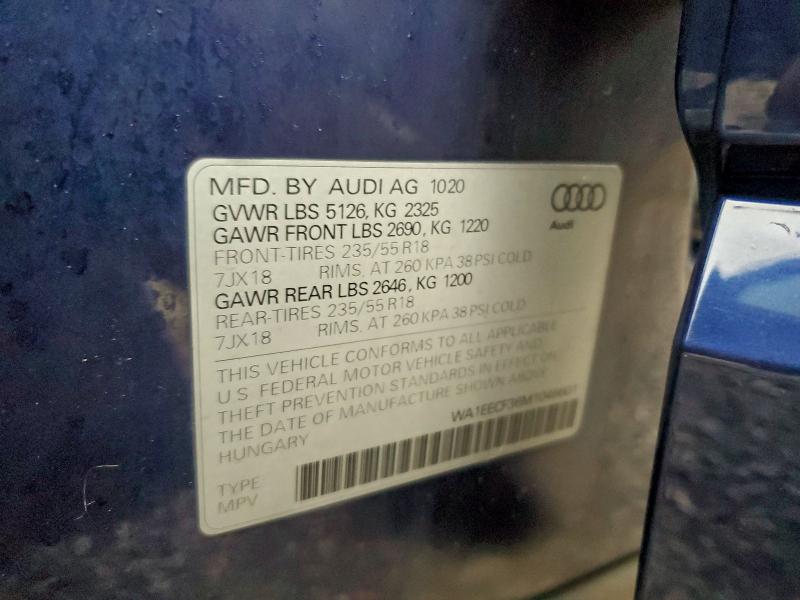 MFD. BY AUDI AG 1020
GVWR LBS 5126, KG 2325
GAWR FRONT LBS 2690, KG 1220
FRONT-TIRES 235/55 R18
7JX18 RIMS, AT 260 KPA 38 PSI COLD
GAWR REAR LBS 2646, KG 1200
REAR-TIRES 235/55 R18
7JX18 RIMS, AT 260 KPA 38 PSI COLD
Audi
THIS VEHICLE CONFORMS TO ALL APPLICABLE
U S FEDERAL MOTOR VEHICLE SAFETY AND
THEFT PREVENTION STANDARDS IN EFFECT ON
THE DATE OF MANUFACTURE SHOWN ABOVE
HUNGARY
TYPE
MPV